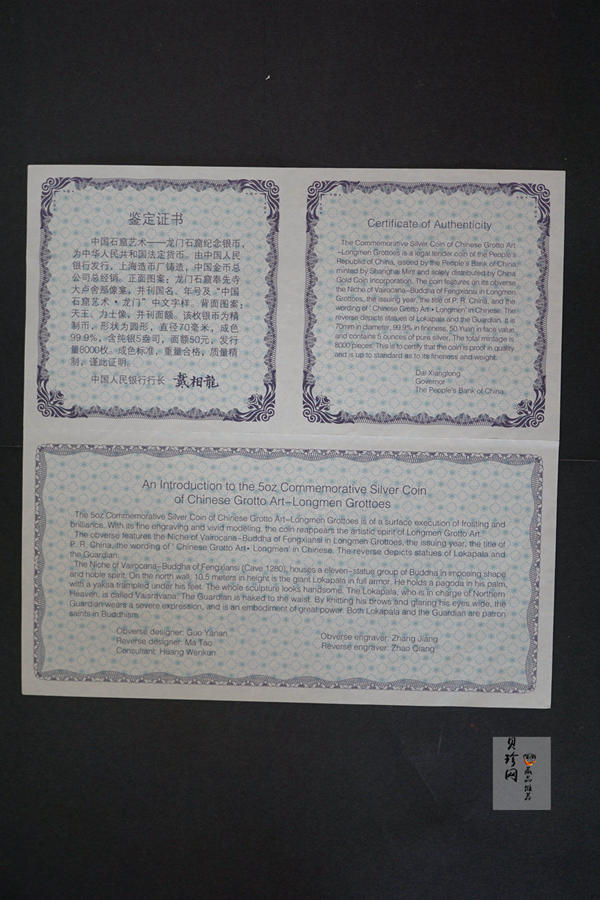 鉴定证书
中国石窟艺术——龙门石窟纪念银币,
为中华人民共和国法定货币。由中国人民
银行发行，上海造币厂铸造，中国金币总
公司总经销。正面图案：龙门石窟奉先寺
大卢舍那像龛，并刊国名、年号及“中国
石窟艺术·龙门”中文字样。背面图案：
天王、力士像，并刊面额。该枚银币为精
制币，形状为圆形，直径70毫米，成色
99.9%，含纯银5盎司，面额50元，发行
量8000枚。成色标准，重量合格，质量精
制，谨此证明。
中国人民银行行长 戴相龙
Certificate of Authenticity
The Commemorative Silver Coin of Chinese Grotto Art
–Longmen Grottoes is a legal tender coin of the People's
Republic of China, issued by the People's Bank of China,
minted by Shanghai Mint and solely distributed by China
Gold Coin Incorporation. The coin features on its obverse
the Niche of Vairocana–Buddha of Fengxiansi in Longmen
Grottoes, the issuing year, the title of P. R. China, and the
wording of ' Chinese Grotto Art • Longmen' in Chinese. The
reverse depicts statues of Lokapala and the Guardian. It is
70mm in diameter, 99.9% in fineness, 50 Yuan in face value,
and contains 5 ounces of pure silver. The total mintage is
8000 pieces. This is to certify that the coin is proof in quality
and is up to standard as to its fineness and weight.
Dai Xianglong
Governor
The People's Bank of China
An Introduction to the 5oz Commemorative Silver Coin
of Chinese Grotto Art–Longmen Grottoes
The 5oz Commemorative Silver Coin of Chinese Grotto Art–Longmen Grottoes is of a surface execution of frosting and
brilliance. With its fine engraving and vivid modeling, the coin reappears the artistic spirit of Longmen Grotto Art.
The obverse features the Niche of Vairocana–Buddha of Fengxiansi in Longmen Grottoes, the issuing year, the title of
P. R. China, the wording of ' Chinese Grotto Art• Longmen' in Chinese. The reverse depicts statues of Lokapala and
the Guardian.
The Niche of Vairocana–Buddha of Fengxiansi (Cave 1280), houses a eleven–statue group of Buddha in imposing shape
and noble spirit. On the north wall, 10.5 meters in height is the giant Lokapala in full armor. He holds a pagoda in his palm,
with a yaksa trampled under his feet. The whole sculpture looks handsome. The Lokapala, who is in charge of Northern
Heaven, is called Vaisravana. The Guardian is naked to the waist. By knitting his brows and glaring his eyes wide, the
Guardian wears a severe expression, and is an embodiment of great power. Both Lokapala and the Guardian are patron
saints in Buddhism.
Obverse designer: Guo Yanan
Reverse designer: Ma Tao
Consultant: Huang Wenkun
Obverse engraver: Zhang Jiang
Reverse engraver: Zhao Qiang
贝珍网